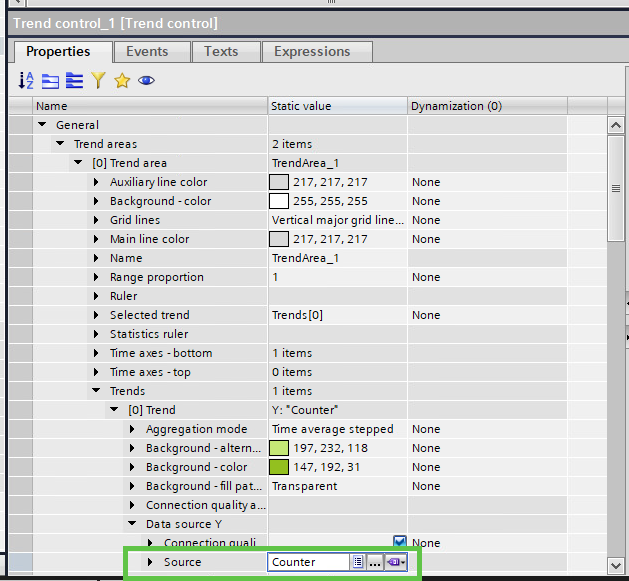 Trend control_1 [Trend control]
Properties Events Texts Expressions
Name Static value Dynamization (0)
General
Trend areas 2 items
[0] Trend area TrendArea_1
Auxiliary line color 217, 217, 217 None
Background - color 255, 255, 255 None
Grid lines Vertical major grid line... None
Main line color 217, 217, 217 None
Name TrendArea_1
Range proportion 1 None
Ruler
Selected trend Trends[0] None
Statistics ruler
Time axes - bottom 1 items
Time axes - top 0 items
Trends 1 items
[0] Trend Y: "Counter"
Aggregation mode Time average stepped None
Background - altern... 197, 232, 118 None
Background - color 147, 192, 31 None
Background - fill pat... Transparent None
Connection quality a...
Data source Y
Connection quali None
Source Counter ...